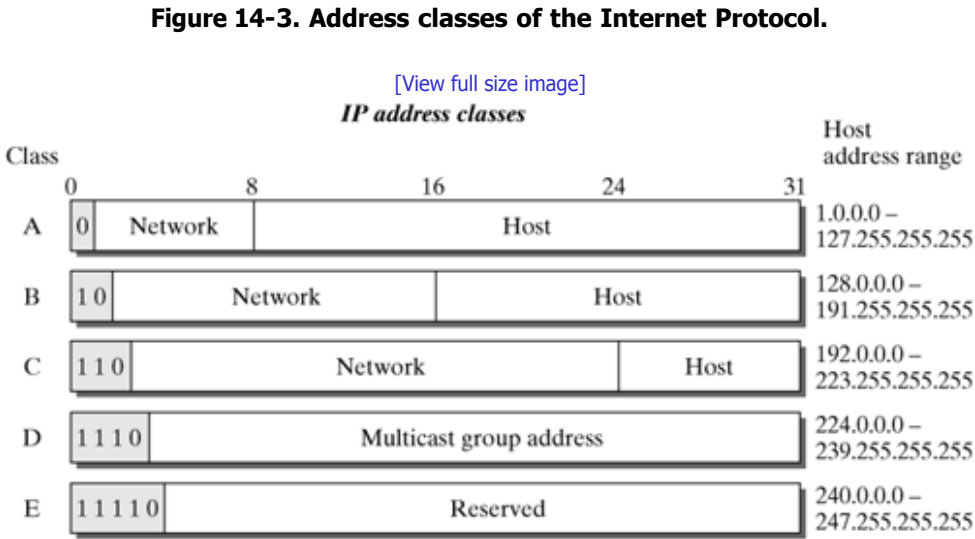 Figure 14-3. Address classes of the Internet Protocol.
[View full size image]
IP address classes
Host
address range
Class
0 8 16 24 31
A 0 Network Host 1.0.0.0 –
127.255.255.255
B 1 0 Network Host 128.0.0.0 –
191.255.255.255
C 1 1 0 Network Host 192.0.0.0 –
223.255.255.255
D 1 1 1 0 Multicast group address 224.0.0.0 –
239.255.255.255
E 1 1 1 1 0 Reserved 240.0.0.0 –
247.255.255.255